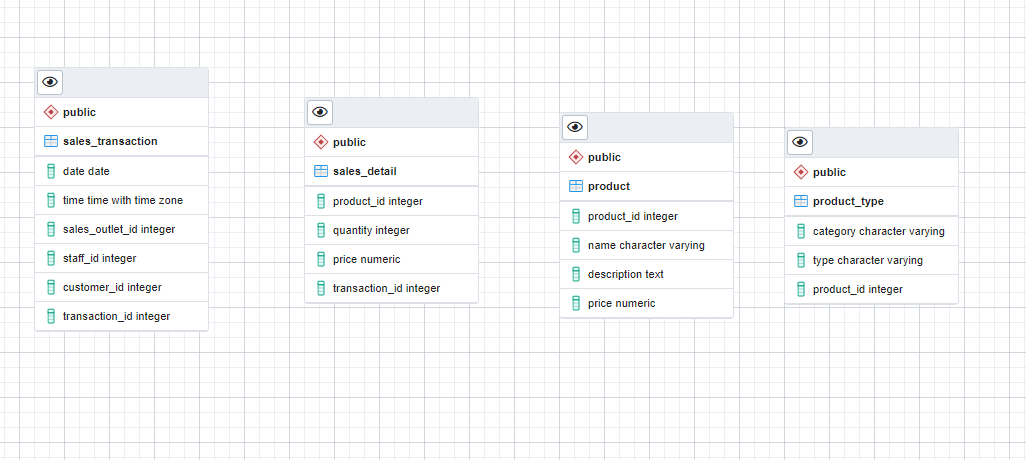 public
sales_transaction
date date
time time with time zone
sales_outlet_id integer
staff_id integer
customer_id integer
transaction_id integer
public
sales_detail
product_id integer
quantity integer
price numeric
transaction_id integer
public
product
product_id integer
name character varying
description text
price numeric
public
product_type
category character varying
type character varying
product_id integer